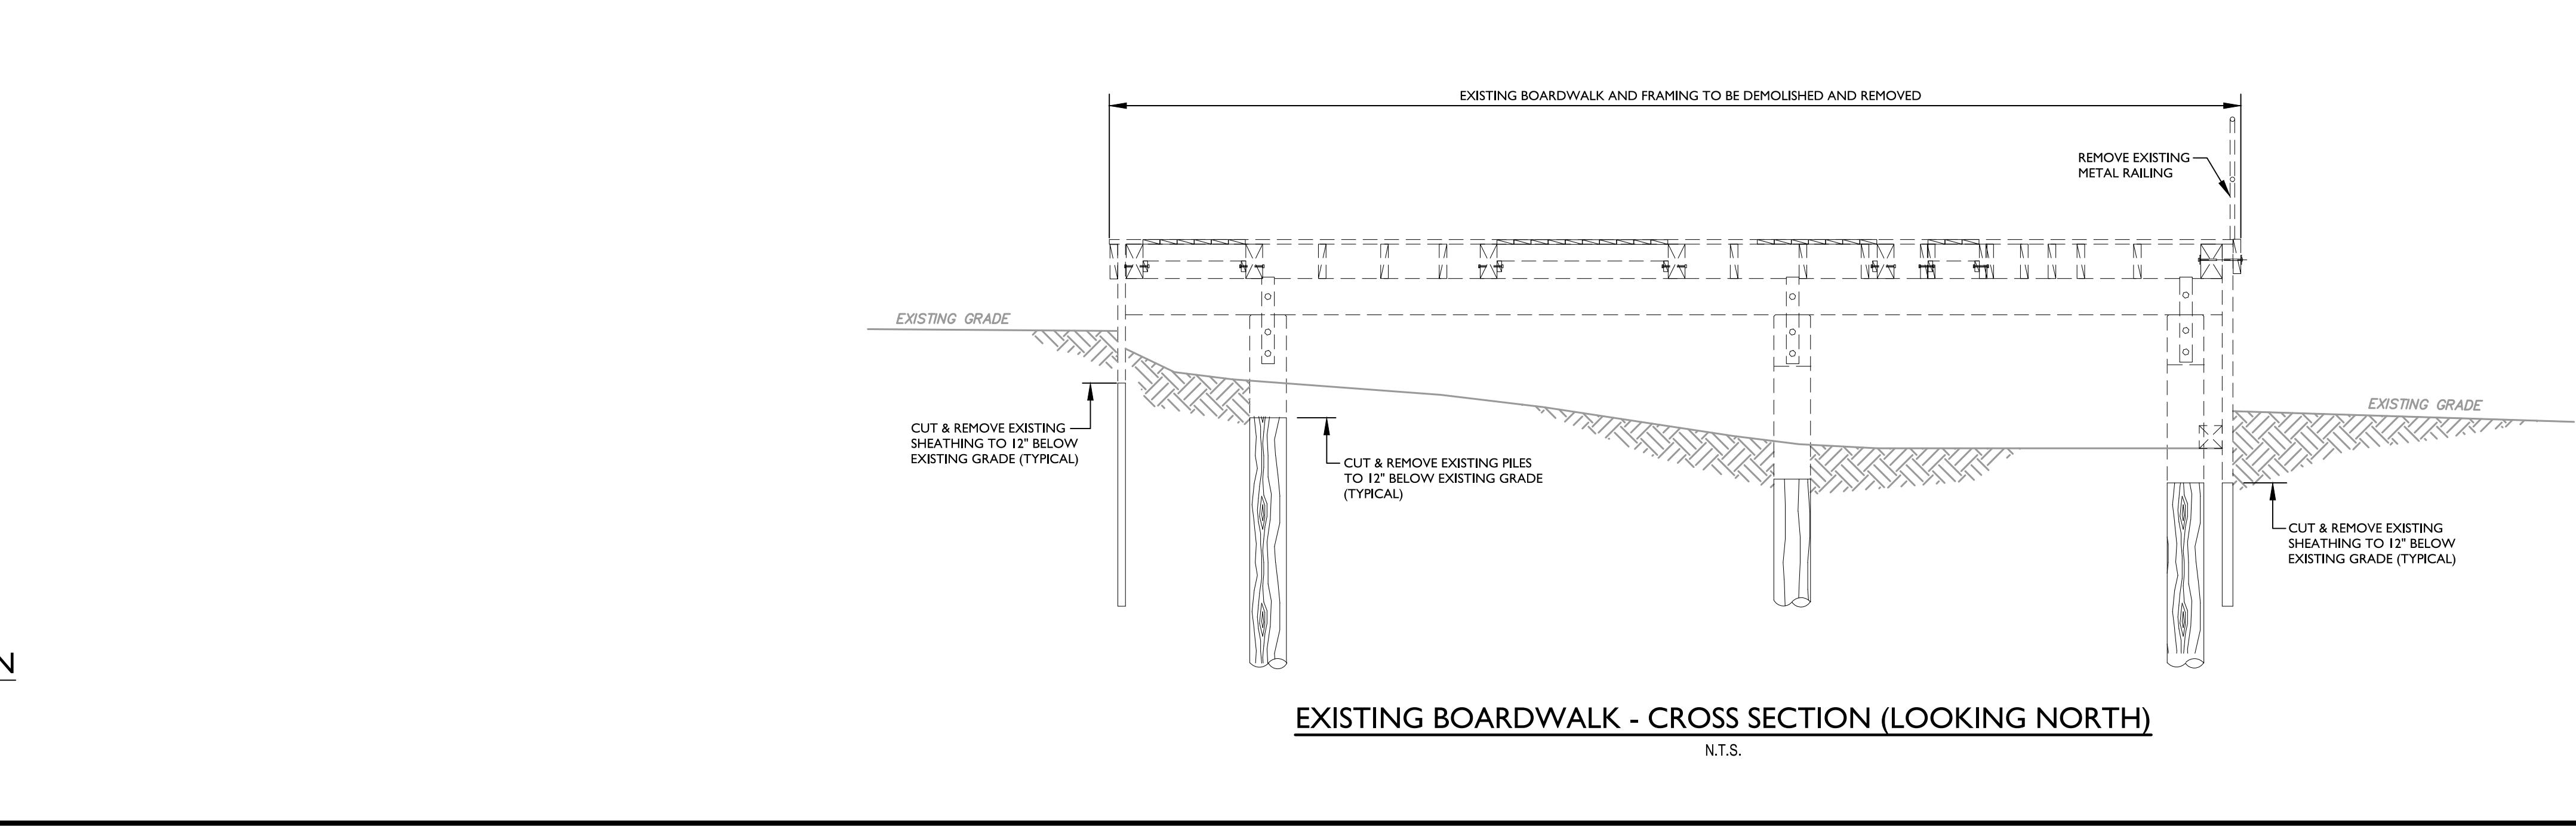 EXISTING BOARDWALK AND FRAMING TO BE DEMOLISHED AND REMOVED
REMOVE EXISTING
METAL RAILING
EXISTING GRADE
EXISTING GRADE
CUT & REMOVE EXISTING
SHEATHING TO 12" BELOW
EXISTING GRADE (TYPICAL)
CUT & REMOVE EXISTING PILES
TO 12" BELOW EXISTING GRADE
(TYPICAL)
CUT & REMOVE EXISTING
SHEATHING TO 12" BELOW
EXISTING GRADE (TYPICAL)
N
EXISTING BOARDWALK - CROSS SECTION (LOOKING NORTH)
N.T.S.